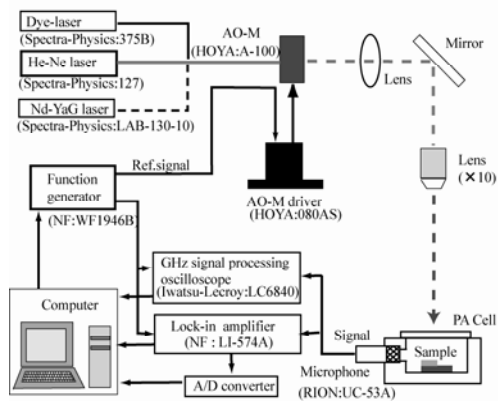 Dye-laser
(Spectra-Physics:375B)
He-Ne laser
(Spectra-Physics:127)
Nd-YaG laser
(Spectra-Physics:LAB-130-10)
AO-M
(HOYA:A-100)
Lens
Mirror
Lens
(×10)
Ref.signal
Function
generator
(NF:WF1946B)
AO-M driver
(HOYA:080AS)
GHz signal processing
oscilloscope
(Iwatsu-Lecroy:LC6840)
Computer
Lock-in amplifier
(NF : LI-574A)
A/D converter
Signal
Microphone
(RION:UC-53A)
PA Cell
Sample